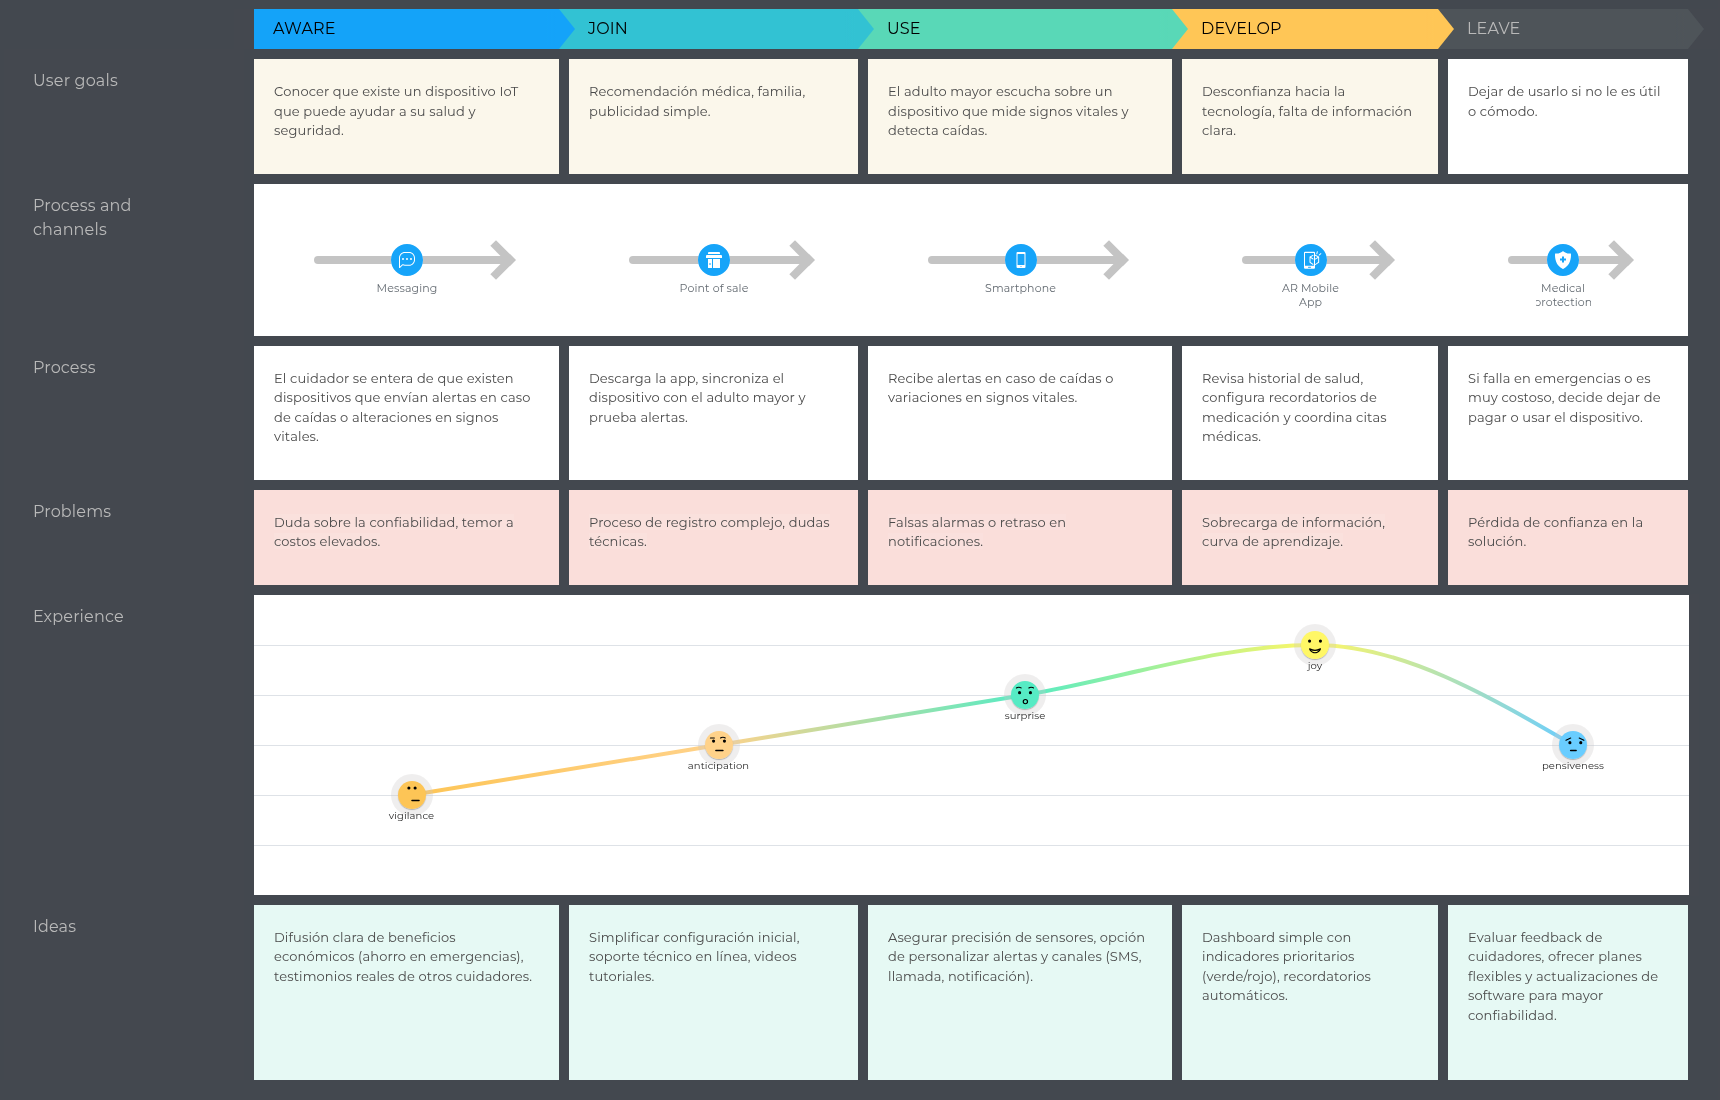 AWARE
JOIN
USE
DEVELOP
LEAVE
User goals
Conocer que existe un dispositivo IoT
que puede ayudar a su salud y
seguridad.
Recomendación médica, familia,
publicidad simple.
El adulto mayor escucha sobre un
dispositivo que mide signos vitales y
detecta caídas.
Desconfianza hacia la
tecnología, falta de información
clara.
Dejar de usarlo si no le es útil
o cómodo.
Process and
channels
Messaging
Point of sale
Smartphone
AR Mobile
App
Medical
protection
Process
El cuidador se entera de que existen
dispositivos que envían alertas en caso
de caídas o alteraciones en signos
vitales.
Descarga la app, sincroniza el
dispositivo con el adulto mayor y
prueba alertas.
Recibe alertas en caso de caídas o
variaciones en signos vitales.
Revisa historial de salud,
configura recordatorios de
medicación y coordina citas
médicas.
Si falla en emergencias o es
muy costoso, decide dejar de
pagar o usar el dispositivo.
Problems
Duda sobre la confiabilidad, temor a
costos elevados.
Proceso de registro complejo, dudas
técnicas.
Falsas alarmas o retraso en
notificaciones.
Sobrecarga de información,
curva de aprendizaje.
Pérdida de confianza en la
solución.
Experience
joy
surprise
anticipation
pensiveness
vigilance
Ideas
Difusión clara de beneficios
económicos (ahorro en emergencias),
testimonios reales de otros cuidadores.
Simplificar configuración inicial,
soporte técnico en línea, videos
tutoriales.
Asegurar precisión de sensores, opción
de personalizar alertas y canales (SMS,
llamada, notificación).
Dashboard simple con
indicadores prioritarios
(verde/rojo), recordatorios
automáticos.
Evaluar feedback de
cuidadores, ofrecer planes
flexibles y actualizaciones de
software para mayor
confiabilidad.